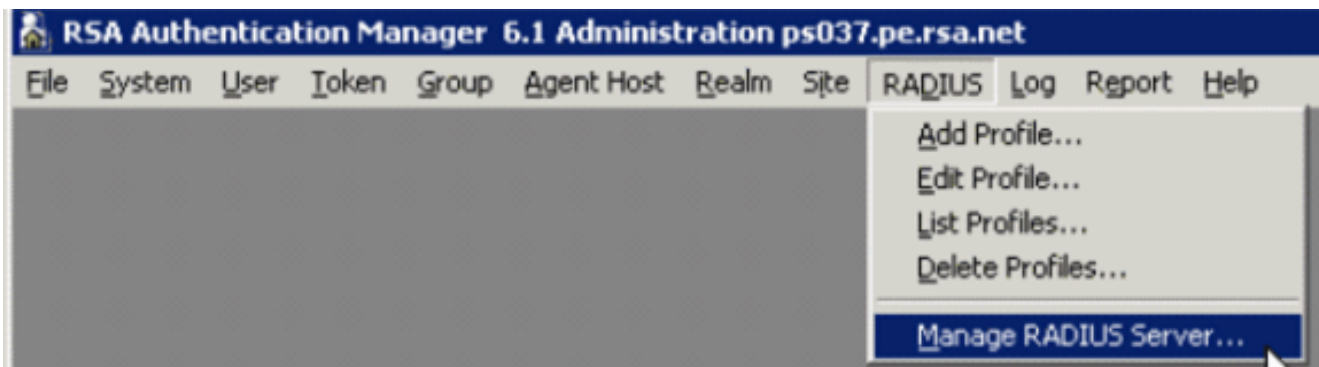 RSA Authentication Manager 6.1 Administration ps037.pe.rsa.net
File System User Token Group Agent Host Realm Site RADIUS Log Report Help
Add Profile...
Edit Profile...
List Profiles...
Delete Profiles...
Manage RADIUS Server...